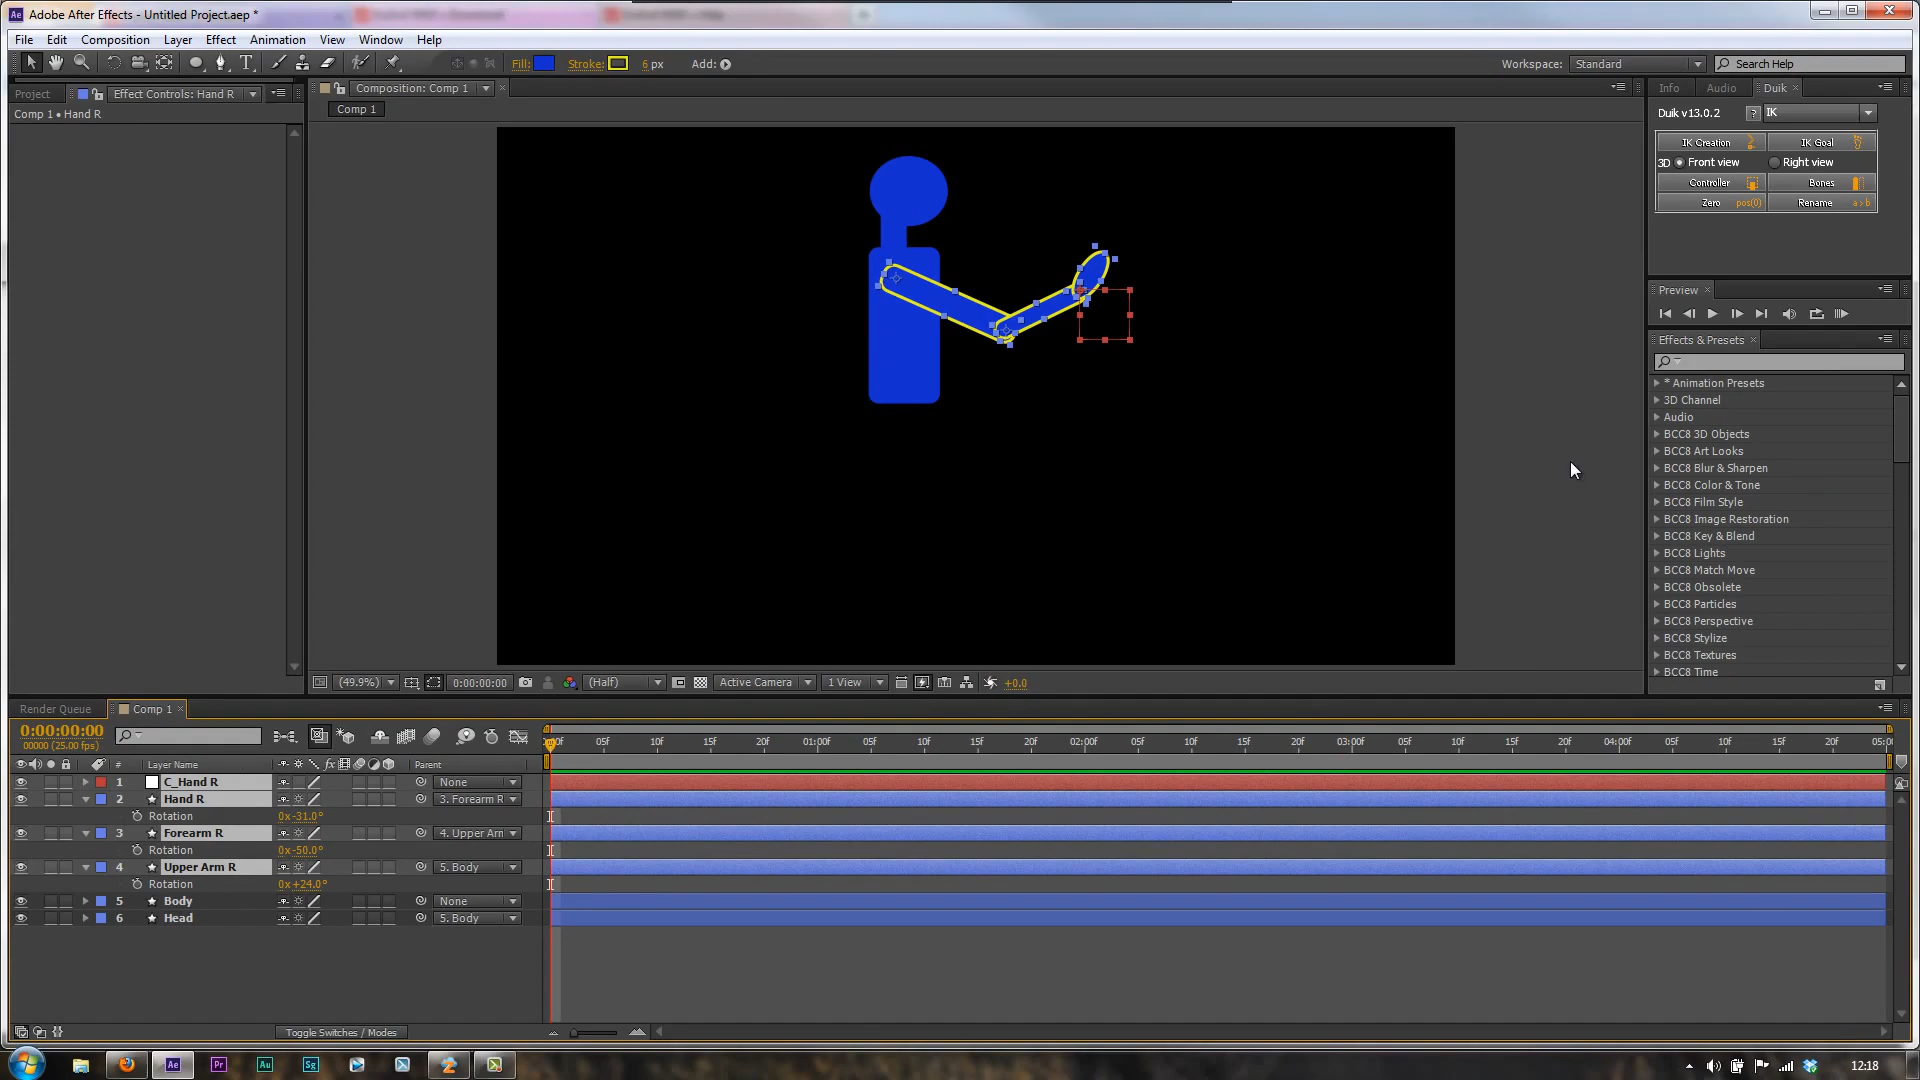 Adobe After Effects - Untitled Project.aep *
File Edit Composition Layer Effect Animation View Window Help
Fill: Stroke: 6 px Add: Workspace: Standard Search Help
Project Effect Controls: Hand R
Comp 1 • Hand R
Composition: Comp 1
Comp 1
Info Audio Duik
Duik v13.0.2 ? IK
IK Creation IK Goal
3D Front view Right view
Controller Bones
Zero pos(0) Rename a>b
Preview
Effects & Presets
* Animation Presets
3D Channel
Audio
BCC8 3D Objects
BCC8 Art Looks
BCC8 Blur & Sharpen
BCC8 Color & Tone
BCC8 Film Style
BCC8 Image Restoration
BCC8 Key & Blend
BCC8 Lights
BCC8 Match Move
BCC8 Obsolete
BCC8 Particles
BCC8 Perspective
BCC8 Stylize
BCC8 Textures
BCC8 Time
(49.9%) 0:00:00:00 (Half) Active Camera 1 View +0.0
Render Queue Comp 1
0:00:00:00
00000 (25.00 fps)
05f 10f 15f 20f 01:00f 05f 10f 15f 20f 02:00f 05f 10f 15f 20f 03:00f 05f 10f 15f 20f 04:00f 05f 10f 15f 20f 05:00
# Layer Name fx Parent
1 C_Hand R None
2 Hand R 3. Forearm R
Rotation 0x-31.0°
3 Forearm R 4. Upper Arm
Rotation 0x-50.0°
4 Upper Arm R 5. Body
Rotation 0x+24.0°
5 Body None
6 Head 5. Body
Toggle Switches / Modes
Ae Pr Au Sg 12:18